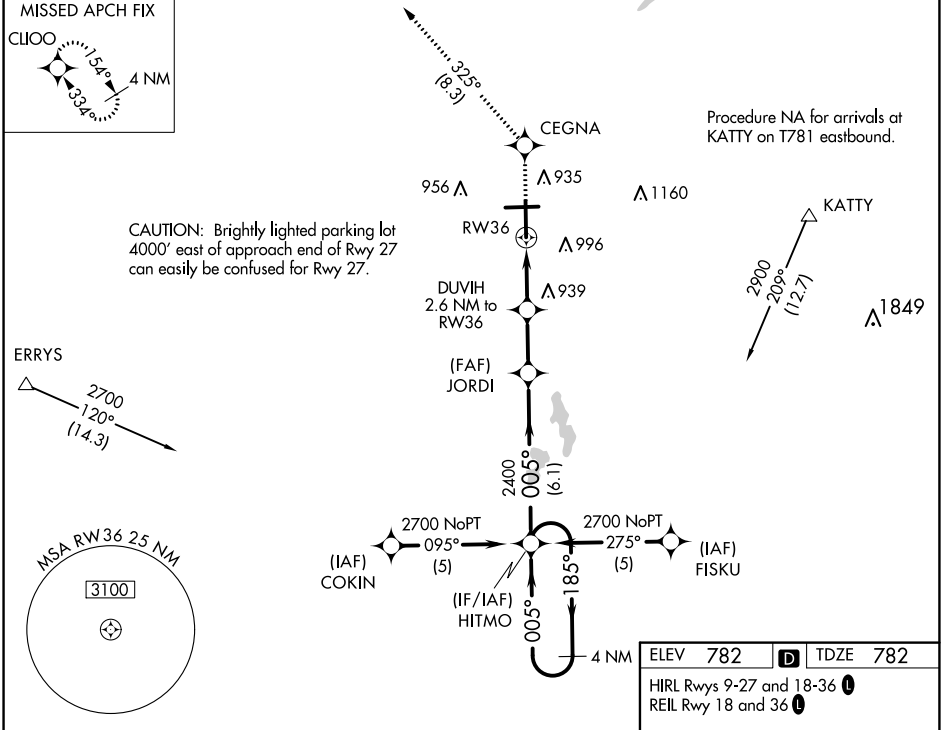 MISSED APCH FIX
CLIOO
154°
4 NM
334°
325°
(8.3)
CEGNA
Procedure NA for arrivals at
KATTY on T781 eastbound.
956
935
1160
KATTY
RW36
996
CAUTION: Brightly lighted parking lot
4000' east of approach end of Rwy 27
can easily be confused for Rwy 27.
DUVIH
2.6 NM to
RW36
939
2900
209°
(12.7)
1849
ERRYS
2700
120°
(14.3)
(FAF)
JORDI
2400
005°
(6.1)
2700 NoPT
095°
(5)
2700 NoPT
275°
(5)
(IAF)
COKIN
(IAF)
FISKU
(IF/IAF)
HITMO
005°
185°
4 NM
MSA RW36 25 NM
3100
ELEV 782 D TDZE 782
HIRL Rwys 9-27 and 18-36 L
REIL Rwy 18 and 36 L